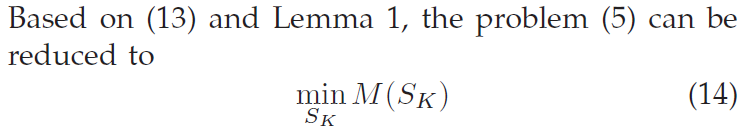 Based on (13) and Lemma 1, the problem (5) can be
reduced to
min M(S_K) (14)
S_K